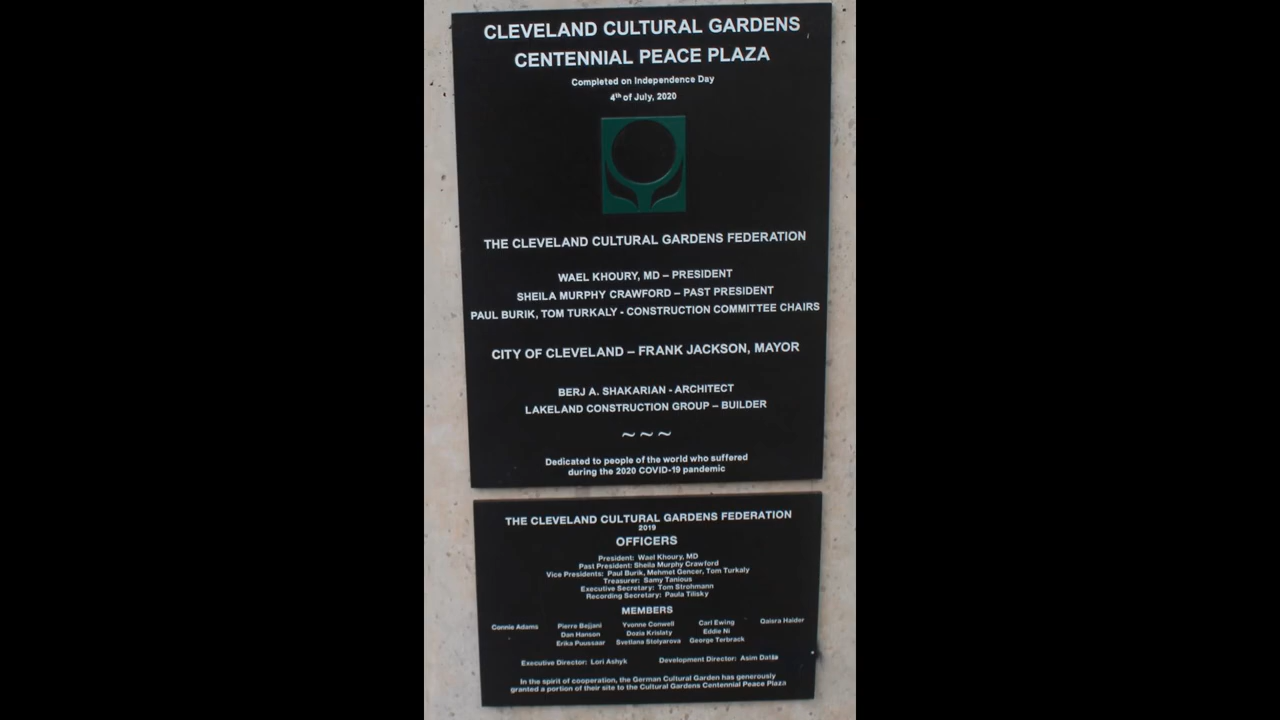 CLEVELAND CULTURAL GARDENS
CENTENNIAL PEACE PLAZA
Completed on Independence Day
4th of July, 2020
THE CLEVELAND CULTURAL GARDENS FEDERATION
WAEL KHOURY, MD – PRESIDENT
SHEILA MURPHY CRAWFORD – PAST PRESIDENT
PAUL BURIK, TOM TURKALY - CONSTRUCTION COMMITTEE CHAIRS
CITY OF CLEVELAND – FRANK JACKSON, MAYOR
BERJ A. SHAKARIAN - ARCHITECT
LAKELAND CONSTRUCTION GROUP – BUILDER
~ ~ ~
Dedicated to people of the world who suffered
during the 2020 COVID-19 pandemic
THE CLEVELAND CULTURAL GARDENS FEDERATION
2019
OFFICERS
President: Wael Khoury, MD
Past President: Sheila Murphy Crawford
Vice Presidents: Paul Burik, Mehmet Gencer, Tom Turkaly
Treasurer: Samy Tanious
Executive Secretary: Tom Strohmann
Recording Secretary: Paula Tilisky
MEMBERS
Connie Adams Pierre Bejjani Yvonne Conwell Carl Ewing Qaisra Haider
Dan Hanson Dozia Krislaty Eddie Ni
Erika Puussaar Svetlana Stolyarova George Terbrack
Executive Director: Lori Ashyk Development Director: Asim Datta
In the spirit of cooperation, the German Cultural Garden has generously
granted a portion of their site to the Cultural Gardens Centennial Peace Plaza